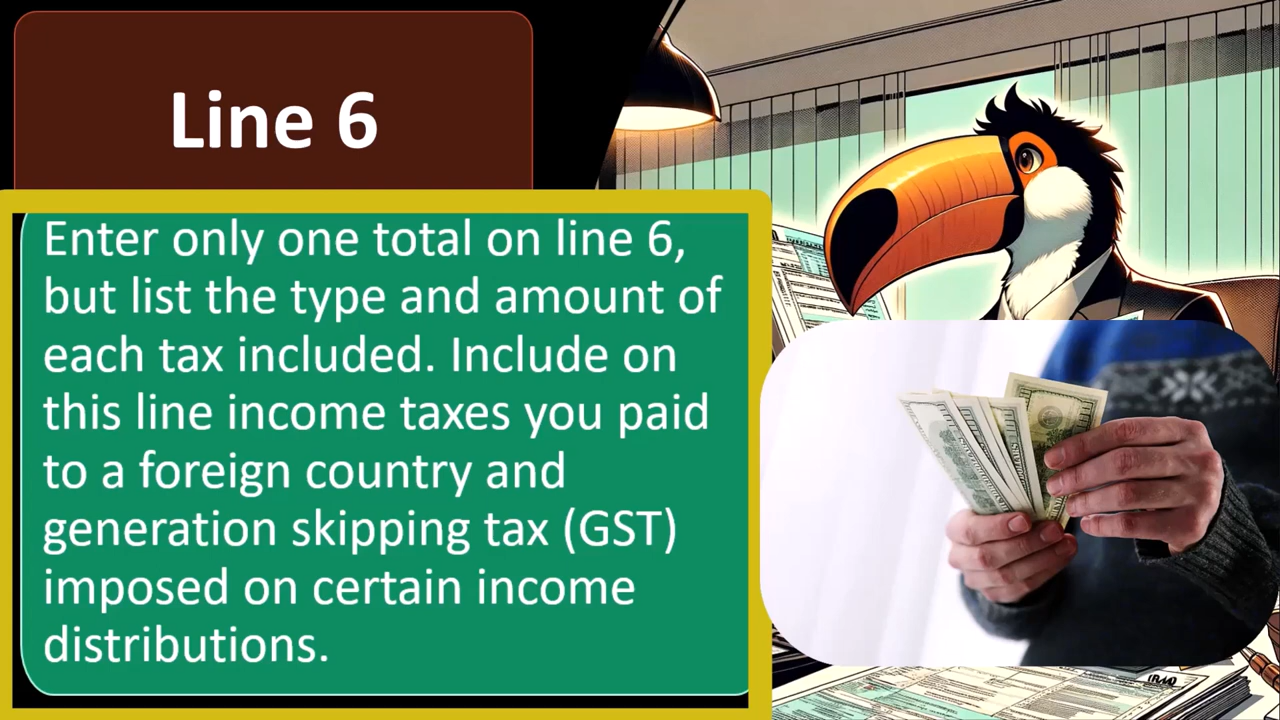 Line 6
Enter only one total on line 6,
but list the type and amount of
each tax included. Include on
this line income taxes you paid
to a foreign country and
generation skipping tax (GST)
imposed on certain income
distributions.